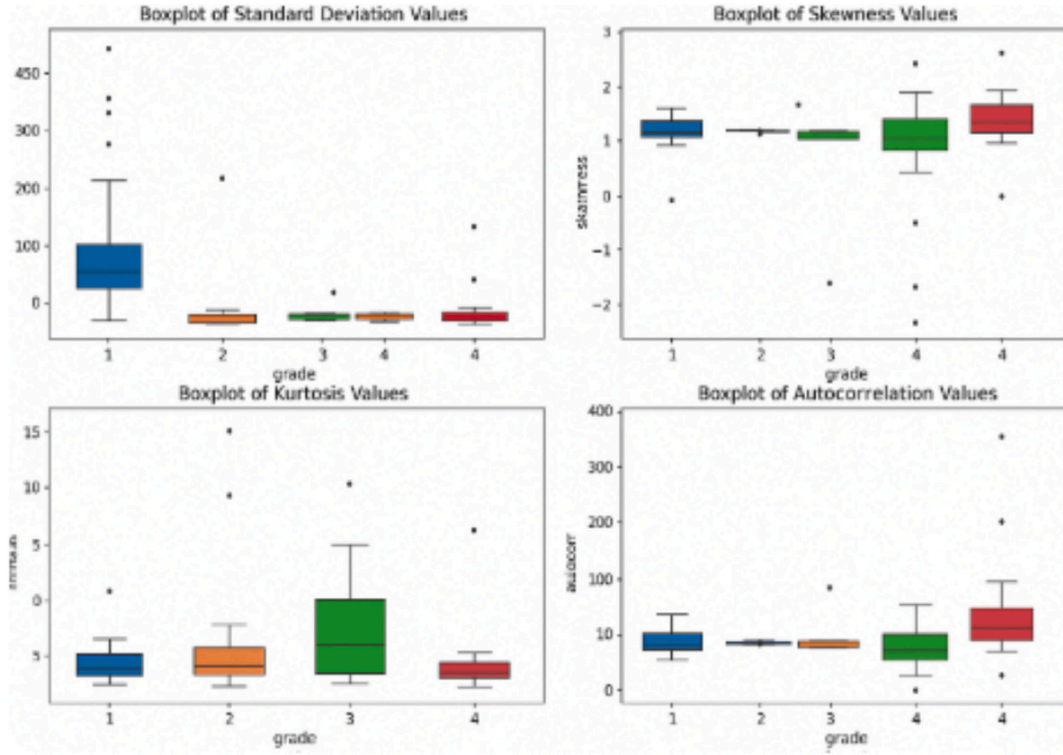 Boxplot of Standard Deviation Values
450
300
200
100
0
1 2 3 4 4
grade
Boxplot of Skewness Values
3
2
1
0
−1
−2
1 2 3 4 4
grade
Boxplot of Kurtosis Values
15
10
5
0
5
1 2 3 4
grade
Boxplot of Autocorrelation Values
autocorr
400
300
200
100
10
0
1 2 3 4 4
grade